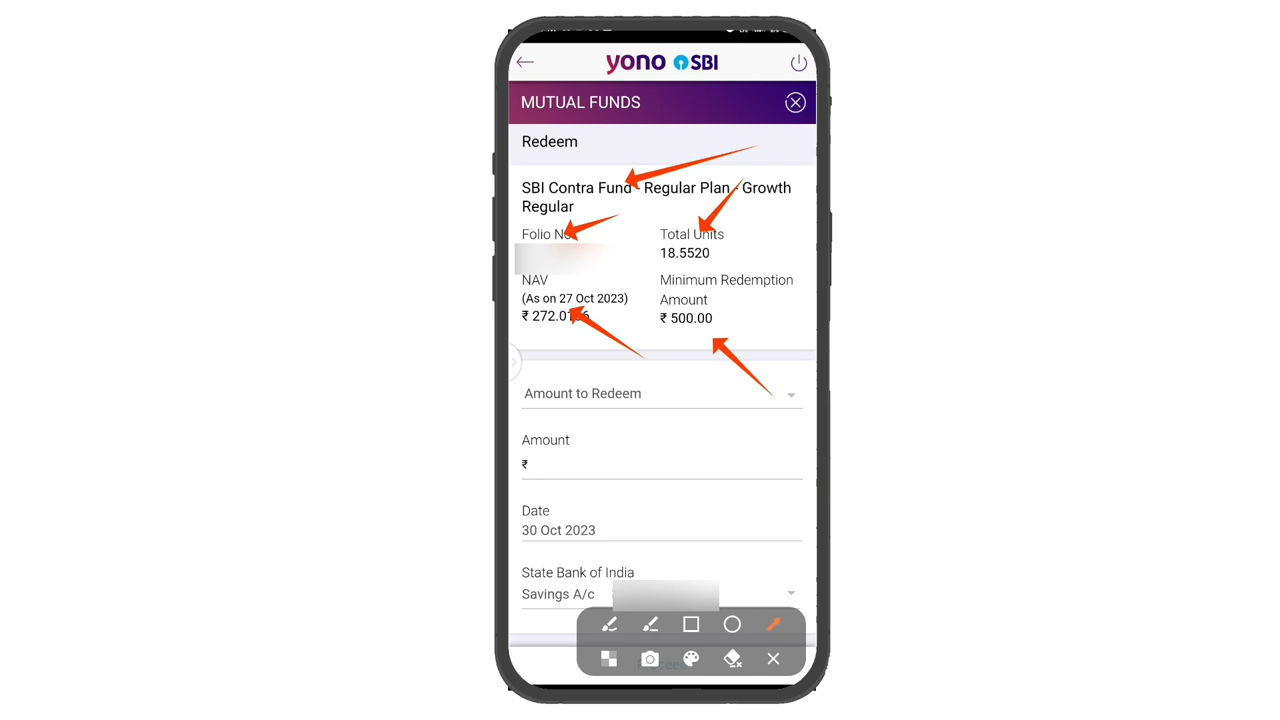 yono SBI
MUTUAL FUNDS
Redeem
SBI Contra Fund - Regular Plan - Growth
Regular
Folio No
Total Units
18.5520
NAV
(As on 27 Oct 2023)
Minimum Redemption
Amount
₹ 500.00
Amount to Redeem
Amount
₹
Date
30 Oct 2023
State Bank of India
Savings A/c